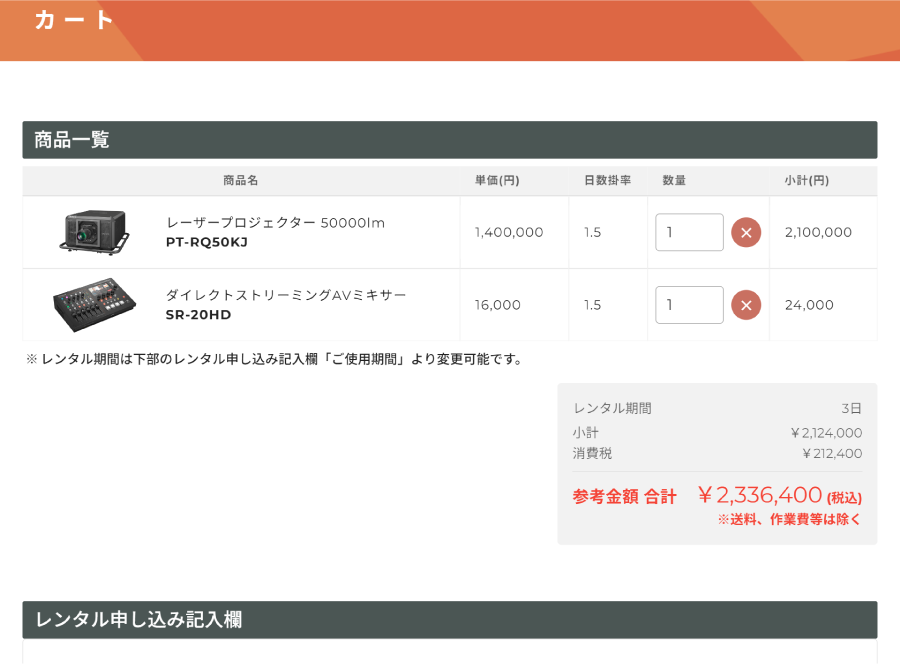 カート
商品一覧
商品名 単価(円) 日数掛率 数量 小計(円)
レーザープロジェクター 50000lm
PT-RQ50KJ
1,400,000 1.5 1 2,100,000
ダイレクトストリーミングAVミキサー
SR-20HD
16,000 1.5 1 24,000
※ レンタル期間は下部のレンタル申し込み記入欄「ご使用期間」より変更可能です。
レンタル期間 3日
小計 ¥2,124,000
消費税 ¥212,400
参考金額 合計 ¥2,336,400 (税込)
※送料、作業費等は除く
レンタル申し込み記入欄